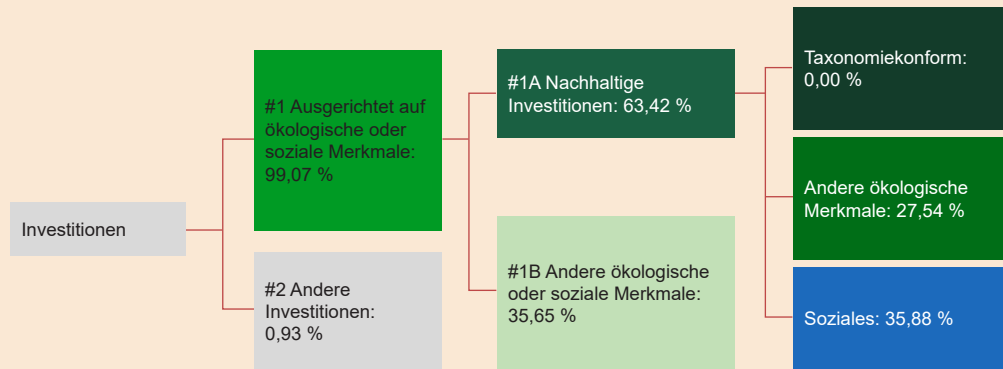 Investitionen
#1 Ausgerichtet auf
ökologische oder
soziale Merkmale:
99,07 %
#2 Andere
Investitionen:
0,93 %
#1A Nachhaltige
Investitionen: 63,42 %
#1B Andere ökologische
oder soziale Merkmale:
35,65 %
Taxonomiekonform:
0,00 %
Andere ökologische
Merkmale: 27,54 %
Soziales: 35,88 %